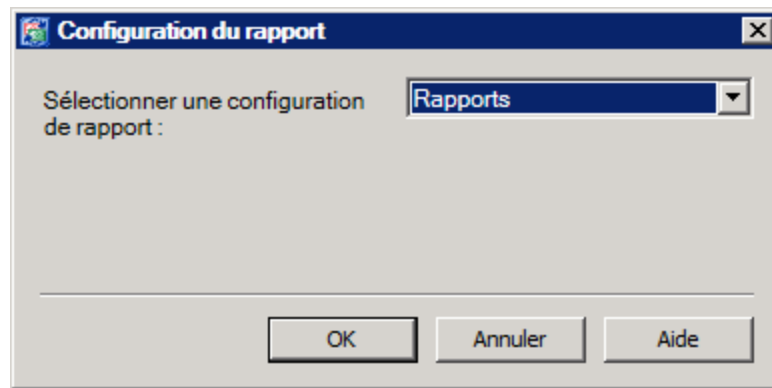 Configuration du rapport
Sélectionner une configuration
de rapport :
Rapports
OK
Annuler
Aide